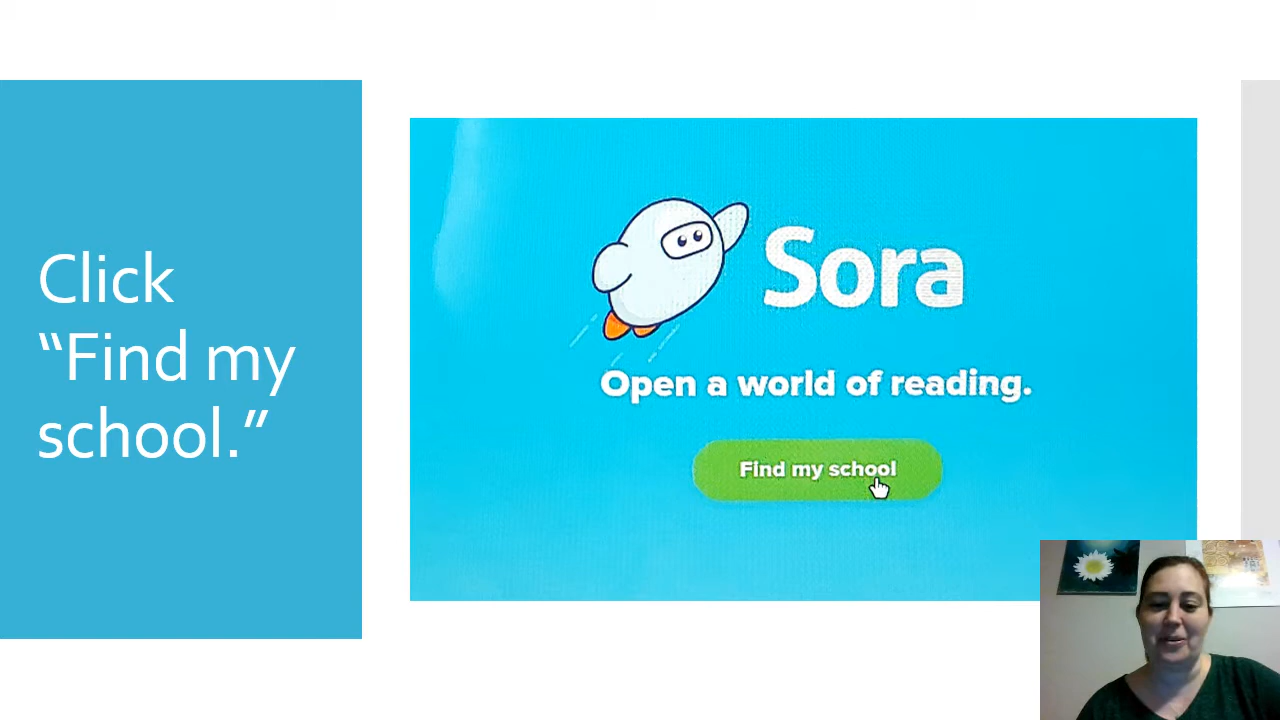 Click
“Find my
school.”
Sora
Open a world of reading.
Find my school